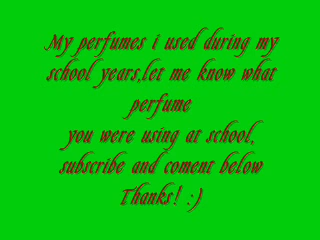 My perfumes i used during my
school years,let me know what
perfume
you were using at school,
subscribe and coment below
Thanks! :)